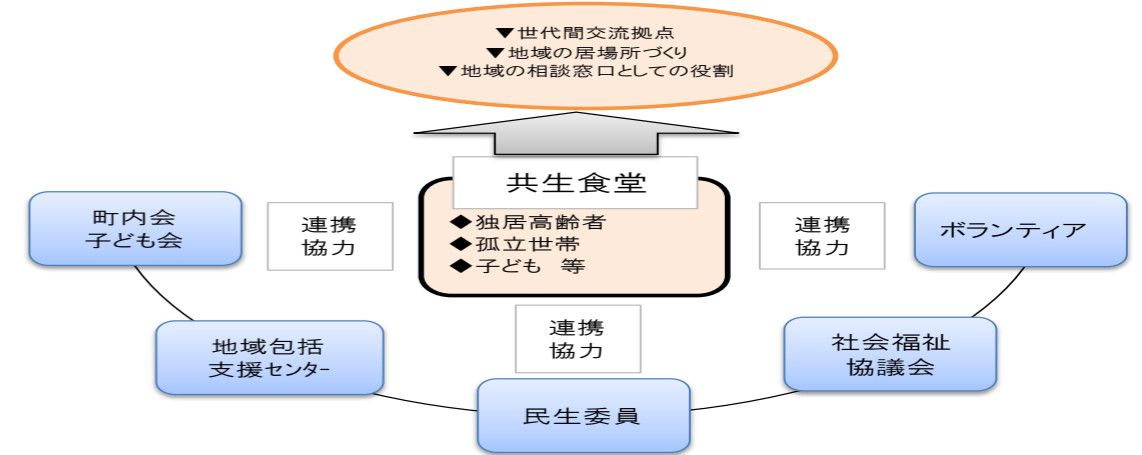 ▼世代間交流拠点
▼地域の居場所づくり
▼地域の相談窓口としての役割
共生食堂
◆独居高齢者
◆孤立世帯
◆子ども 等
町内会
子ども会
連携
協力
連携
協力
ボランティア
地域包括
支援センター
連携
協力
社会福祉
協議会
民生委員